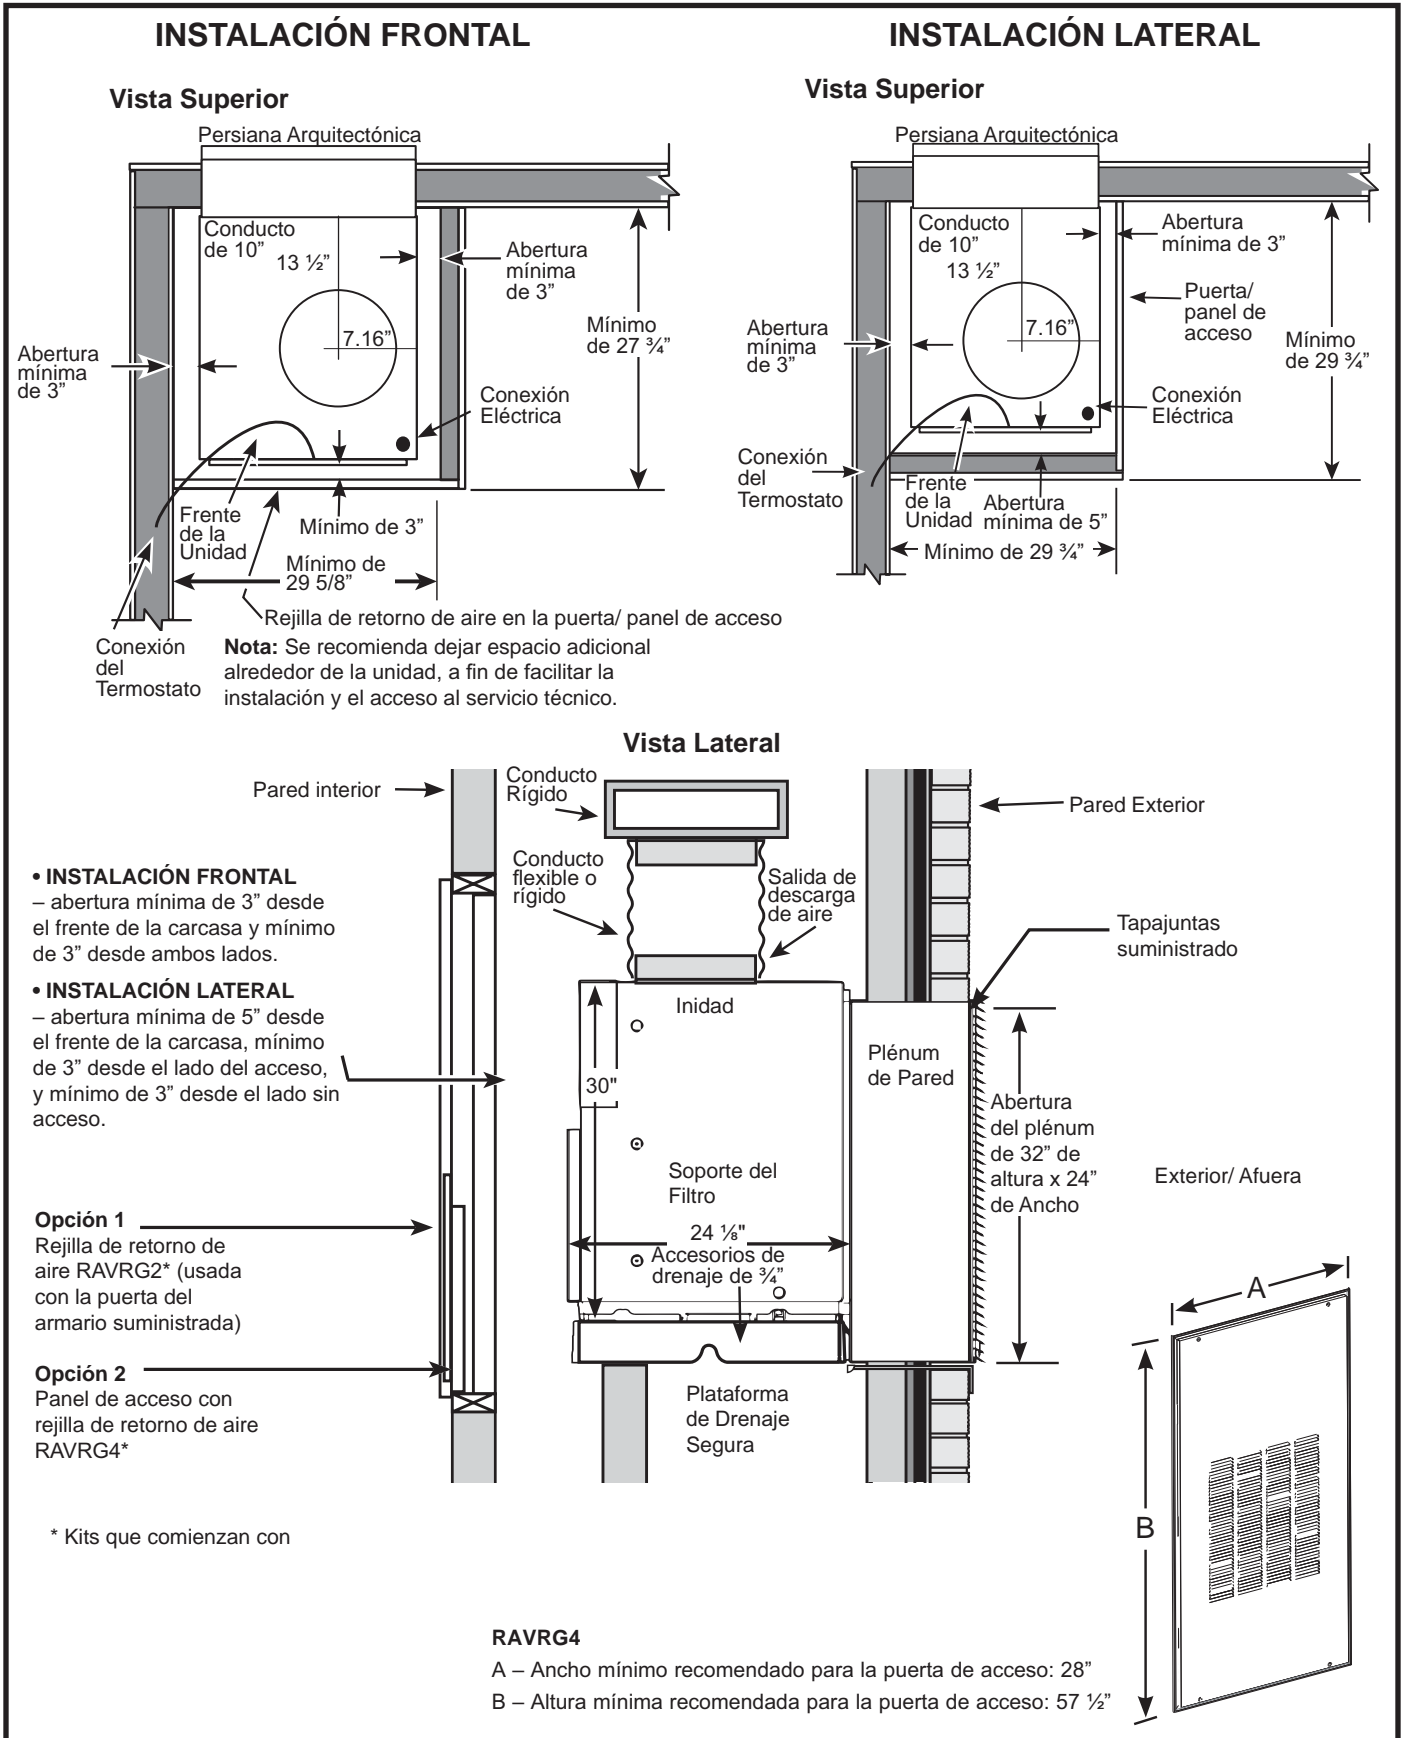 INSTALACIÓN FRONTAL
Vista Superior
Persiana Arquitectónica
Conducto
de 10”
13 ½”
7.16”
Abertura
mínima
de 3”
Abertura
mínima
de 3”
Mínimo
de 27 ¾”
Conexión
Eléctrica
Frente
de la
Unidad
Mínimo de 3”
Mínimo de
29 5/8”
Rejilla de retorno de aire en la puerta/ panel de acceso
Conexión
del
Termostato
Nota: Se recomienda dejar espacio adicional
alrededor de la unidad, a fin de facilitar la
instalación y el acceso al servicio técnico.
INSTALACIÓN LATERAL
Vista Superior
Persiana Arquitectónica
Conducto
de 10”
13 ½”
7.16”
Abertura
mínima de 3”
Puerta/
panel de
acceso
Abertura
mínima
de 3”
Mínimo
de 29 ¾”
Conexión
Eléctrica
Conexión
del
Termostato
Frente
de la
Unidad
Abertura
mínima de 5”
Mínimo de 29 ¾”
Vista Lateral
Pared interior
Conducto
Rígido
Pared Exterior
Conducto
flexible o
rígido
Salida de
descarga
de aire
Tapajuntas
suministrado
• INSTALACIÓN FRONTAL
– abertura mínima de 3” desde
el frente de la carcasa y mínimo
de 3” desde ambos lados.
• INSTALACIÓN LATERAL
– abertura mínima de 5” desde
el frente de la carcasa, mínimo
de 3” desde el lado del acceso,
y mínimo de 3” desde el lado sin
acceso.
Inidad
30"
Plénum
de Pared
Abertura
del plénum
de 32” de
altura x 24”
de Ancho
Soporte del
Filtro
24 ⅛"
Accesorios de
drenaje de ¾”
Exterior/ Afuera
Opción 1
Rejilla de retorno de
aire RAVRG2* (usada
con la puerta del
armario suministrada)
Opción 2
Panel de acceso con
rejilla de retorno de aire
RAVRG4*
Plataforma
de Drenaje
Segura
* Kits que comienzan con
A
B
RAVRG4
A – Ancho mínimo recomendado para la puerta de acceso: 28”
B – Altura mínima recomendada para la puerta de acceso: 57 ½”